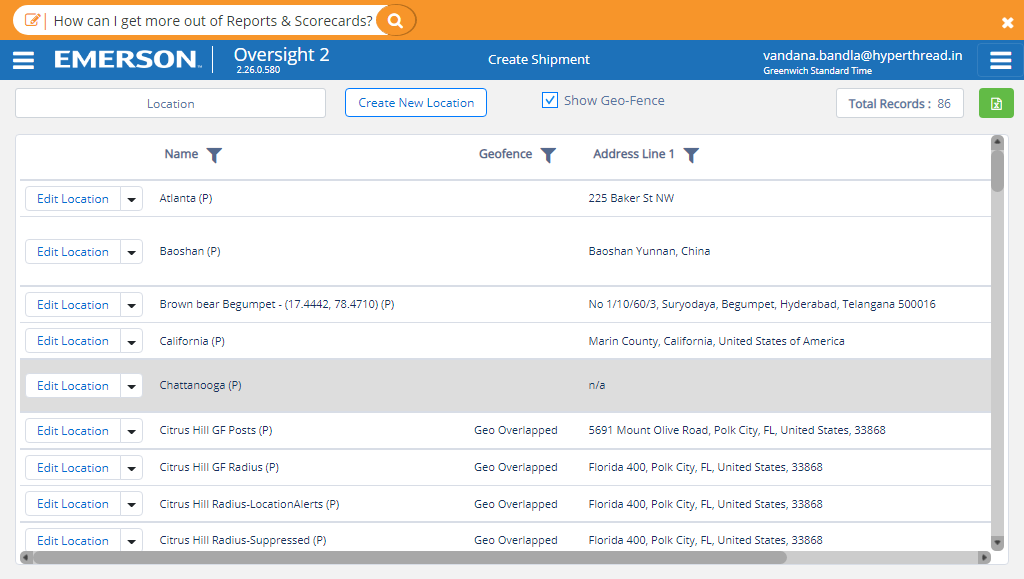 How can I get more out of Reports & Scorecards?
EMERSON
Oversight 2
2.26.0.580
Create Shipment
vandana.bandla@hyperthread.in
Greenwich Standard Time
Location
Create New Location
Show Geo-Fence
Total Records : 86
Name Geofence Address Line 1
Edit Location Atlanta (P) 225 Baker St NW
Edit Location Baoshan (P) Baoshan Yunnan, China
Edit Location Brown bear Begumpet - (17.4442, 78.4710) (P) No 1/10/60/3, Suryodaya, Begumpet, Hyderabad, Telangana 500016
Edit Location California (P) Marin County, California, United States of America
Edit Location Chattanooga (P) n/a
Edit Location Citrus Hill GF Posts (P) Geo Overlapped 5691 Mount Olive Road, Polk City, FL, United States, 33868
Edit Location Citrus Hill GF Radius (P) Geo Overlapped Florida 400, Polk City, FL, United States, 33868
Edit Location Citrus Hill Radius-LocationAlerts (P) Geo Overlapped Florida 400, Polk City, FL, United States, 33868
Edit Location Citrus Hill Radius-Suppressed (P) Geo Overlapped Florida 400, Polk City, FL, United States, 33868